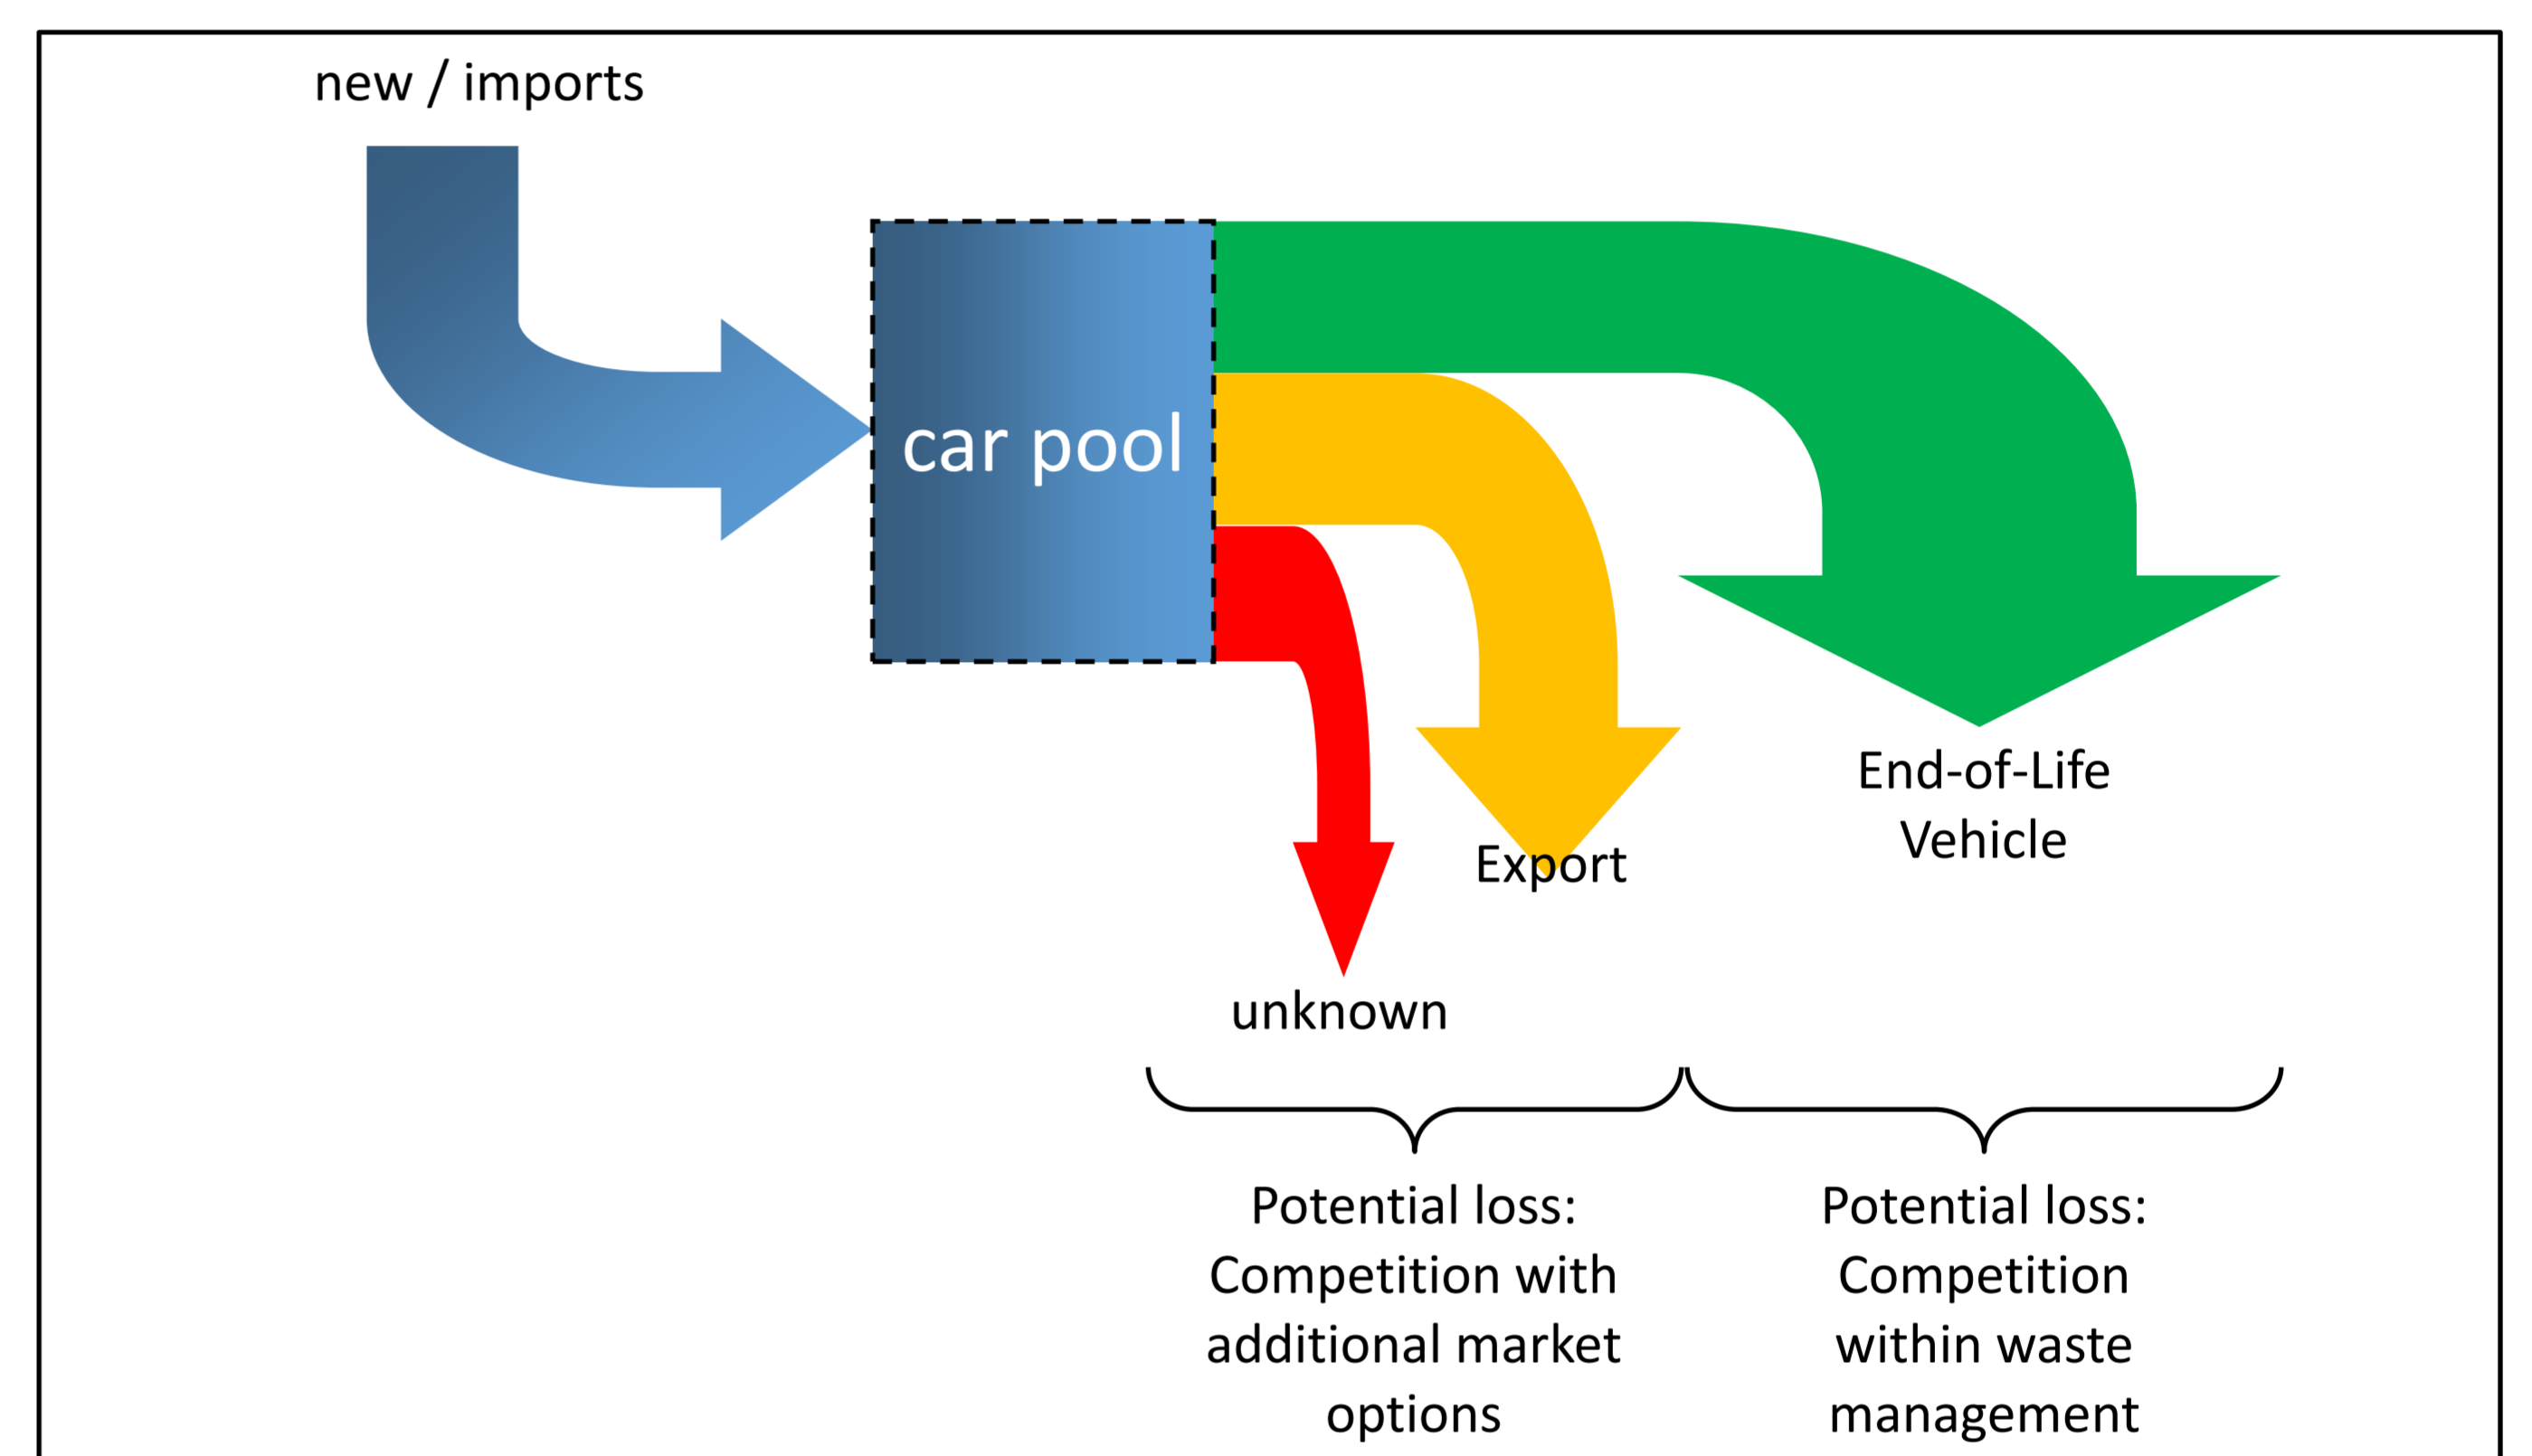 new / imports
car pool
End-of-Life
Vehicle
Export
unknown
Potential loss:
Competition with
additional market
options
Potential loss:
Competition
within waste
management